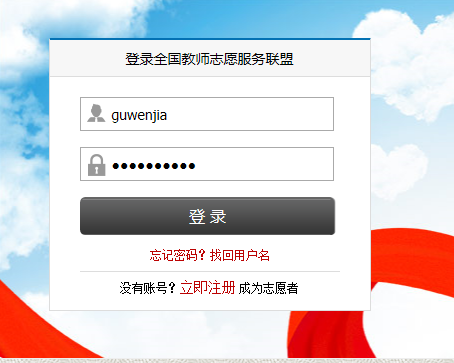 登录全国教师志愿服务联盟
guwenjia
••••••••••
登 录
忘记密码？找回用户名
没有账号？立即注册 成为志愿者